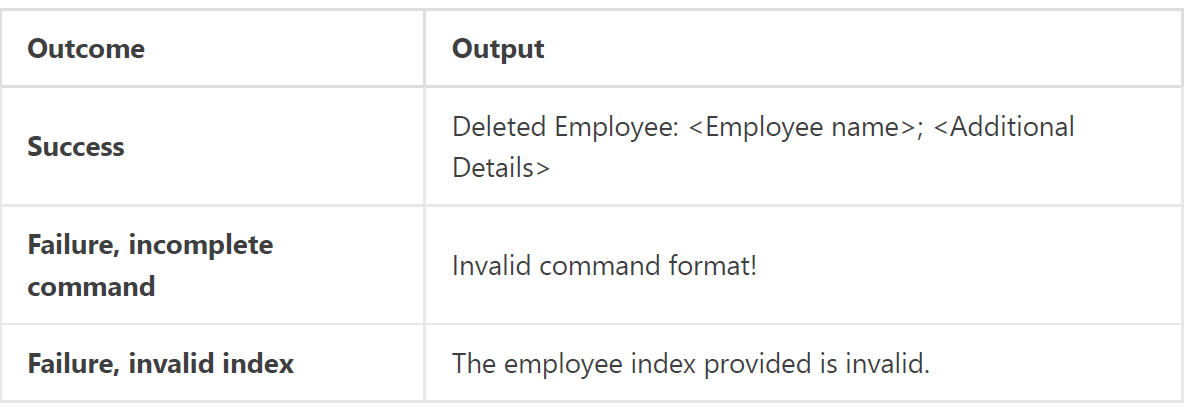 Outcome Output
Success
Deleted Employee: <Employee name>; <Additional
Details>
Failure, incomplete
command
Invalid command format!
Failure, invalid index
The employee index provided is invalid.